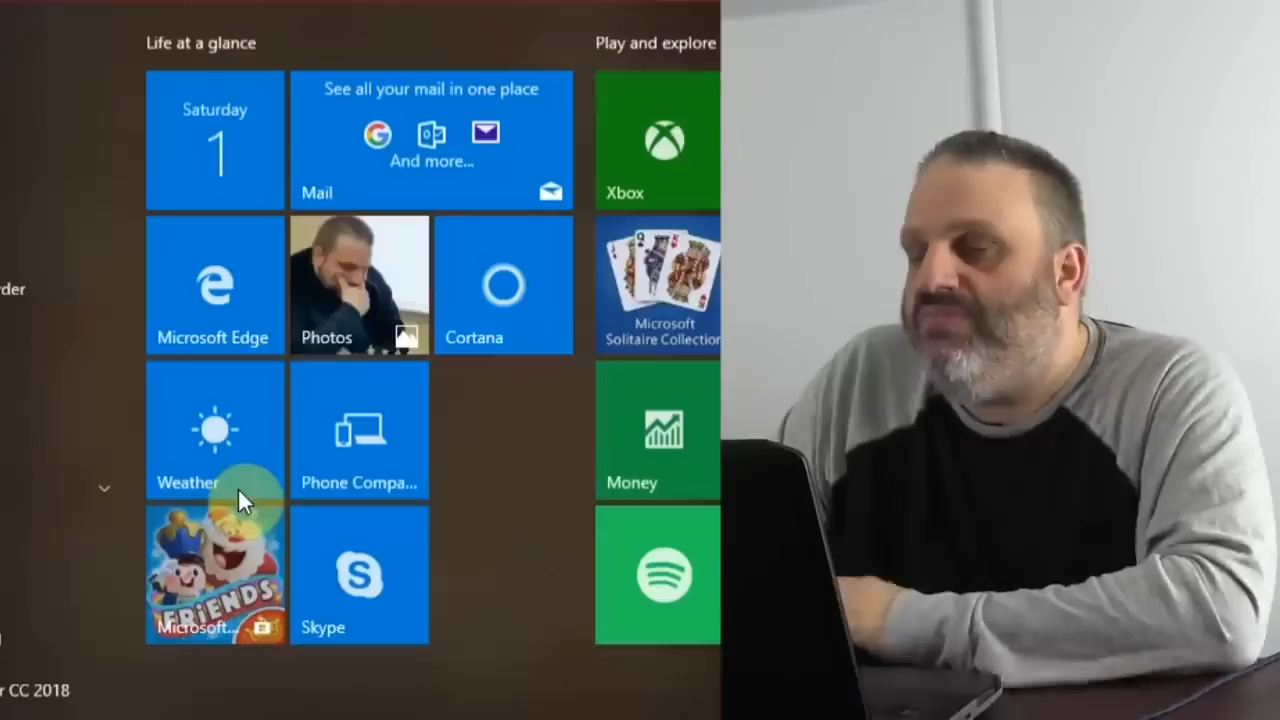 Life at a glance
Play and explore
Saturday
1
See all your mail in one place
And more...
Mail
Xbox
Microsoft Edge
Photos
Cortana
Microsoft
Solitaire Collection
rder
Weather
Phone Compa...
Money
FRiENDS
Microsoft...
Skype
r CC 2018